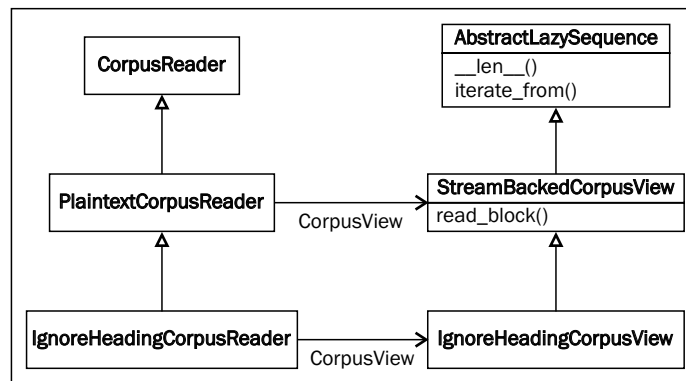 CorpusReader
AbstractLazySequence
__len__()
iterate_from()
PlaintextCorpusReader
CorpusView
StreamBackedCorpusView
read_block()
IgnoreHeadingCorpusReader
CorpusView
IgnoreHeadingCorpusView